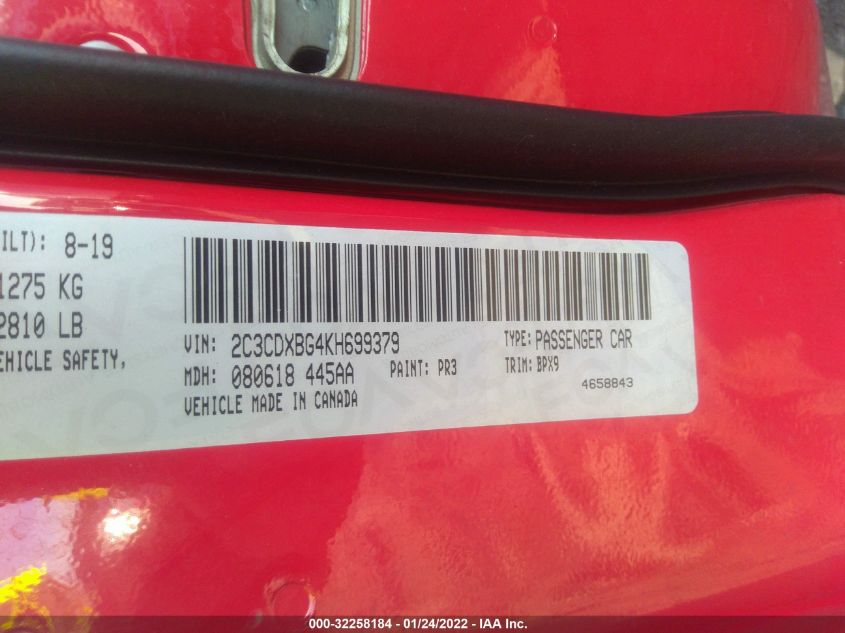 ILT): 8-19
1275 KG
2810 LB
EHICLE SAFETY,
VIN: 2C3CDXBG4KH699379
TYPE: PASSENGER CAR
MDH: 080618 445AA
PAINT: PR3
TRIM: BPX9
VEHICLE MADE IN CANADA
4658843
000-32258184 - 01/24/2022 - IAA Inc.